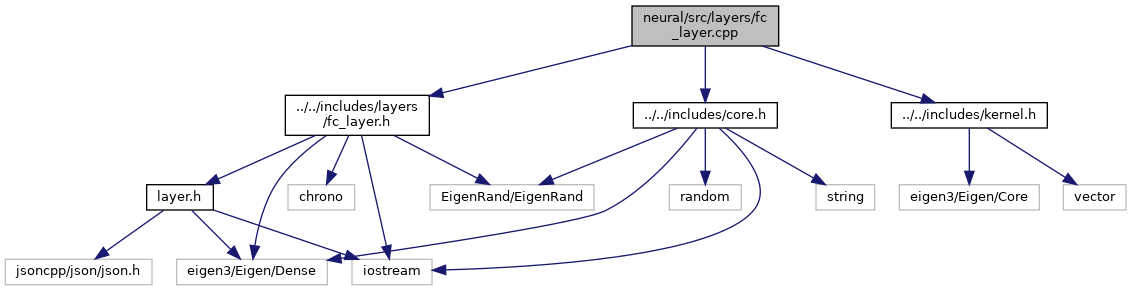 neural/src/layers/fc
_layer.cpp
../../includes/layers
/fc_layer.h
../../includes/core.h
../../includes/kernel.h
layer.h
chrono
EigenRand/EigenRand
random
string
eigen3/Eigen/Core
vector
jsoncpp/json/json.h
eigen3/Eigen/Dense
iostream